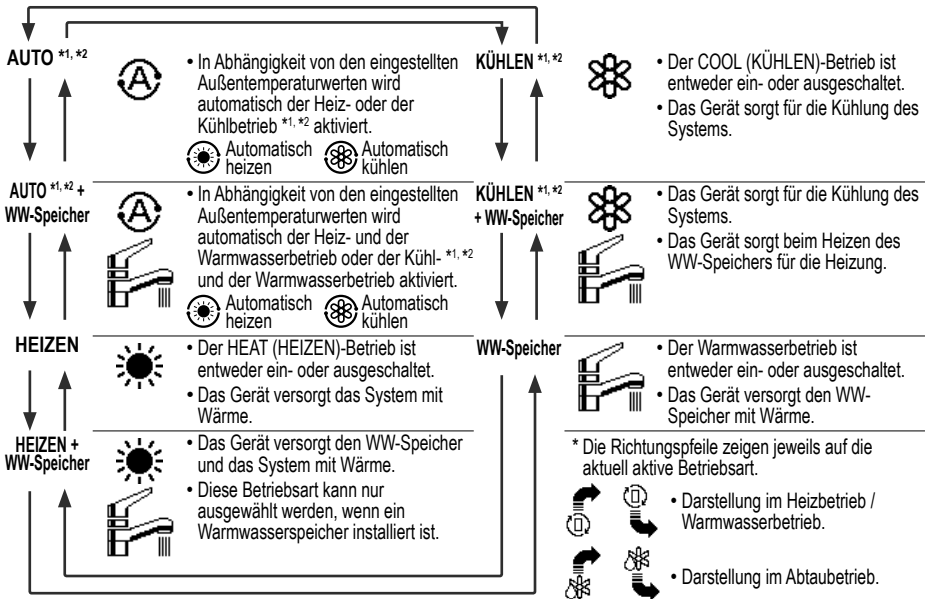 AUTO *1, *2
• In Abhängigkeit von den eingestellten
Außentemperaturwerten wird
automatisch der Heiz- oder der
Kühlbetrieb *1, *2 aktiviert.
Automatisch
heizen
Automatisch
kühlen
AUTO *1, *2 +
WW-Speicher
• In Abhängigkeit von den eingestellten
Außentemperaturwerten wird
automatisch der Heiz- und der
Warmwasserbetrieb oder der Kühl- *1, *2
und der Warmwasserbetrieb aktiviert.
Automatisch
heizen
Automatisch
kühlen
HEIZEN
• Der HEAT (HEIZEN)-Betrieb ist
entweder ein- oder ausgeschaltet.
• Das Gerät versorgt das System mit
Wärme.
HEIZEN +
WW-Speicher
• Das Gerät versorgt den WW-Speicher
und das System mit Wärme.
• Diese Betriebsart kann nur
ausgewählt werden, wenn ein
Warmwasserspeicher installiert ist.
KÜHLEN *1, *2
• Der COOL (KÜHLEN)-Betrieb ist
entweder ein- oder ausgeschaltet.
• Das Gerät sorgt für die Kühlung des
Systems.
KÜHLEN *1, *2
+ WW-Speicher
• Das Gerät sorgt für die Kühlung des
Systems.
• Das Gerät sorgt beim Heizen des
WW-Speichers für die Heizung.
WW-Speicher
• Der Warmwasserbetrieb ist
entweder ein- oder ausgeschaltet.
• Das Gerät versorgt den WW-
Speicher mit Wärme.
* Die Richtungspfeile zeigen jeweils auf die
aktuell aktive Betriebsart.
• Darstellung im Heizbetrieb /
Warmwasserbetrieb.
• Darstellung im Abtaubetrieb.